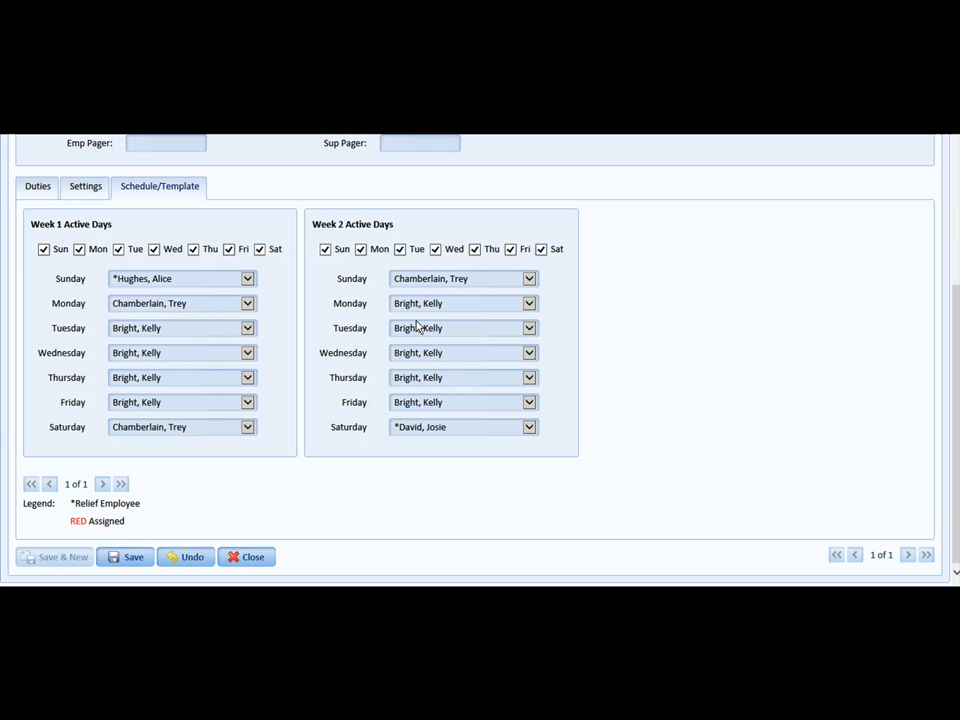 Emp Pager: Sup Pager:
Duties Settings Schedule/Template
Week 1 Active Days
Sun Mon Tue Wed Thu Fri Sat
Sunday *Hughes, Alice
Monday Chamberlain, Trey
Tuesday Bright, Kelly
Wednesday Bright, Kelly
Thursday Bright, Kelly
Friday Bright, Kelly
Saturday Chamberlain, Trey
Week 2 Active Days
Sun Mon Tue Wed Thu Fri Sat
Sunday Chamberlain, Trey
Monday Bright, Kelly
Tuesday Bright, Kelly
Wednesday Bright, Kelly
Thursday Bright, Kelly
Friday Bright, Kelly
Saturday *David, Josie
1 of 1
Legend: *Relief Employee
RED Assigned
Save & New Save Undo Close 1 of 1